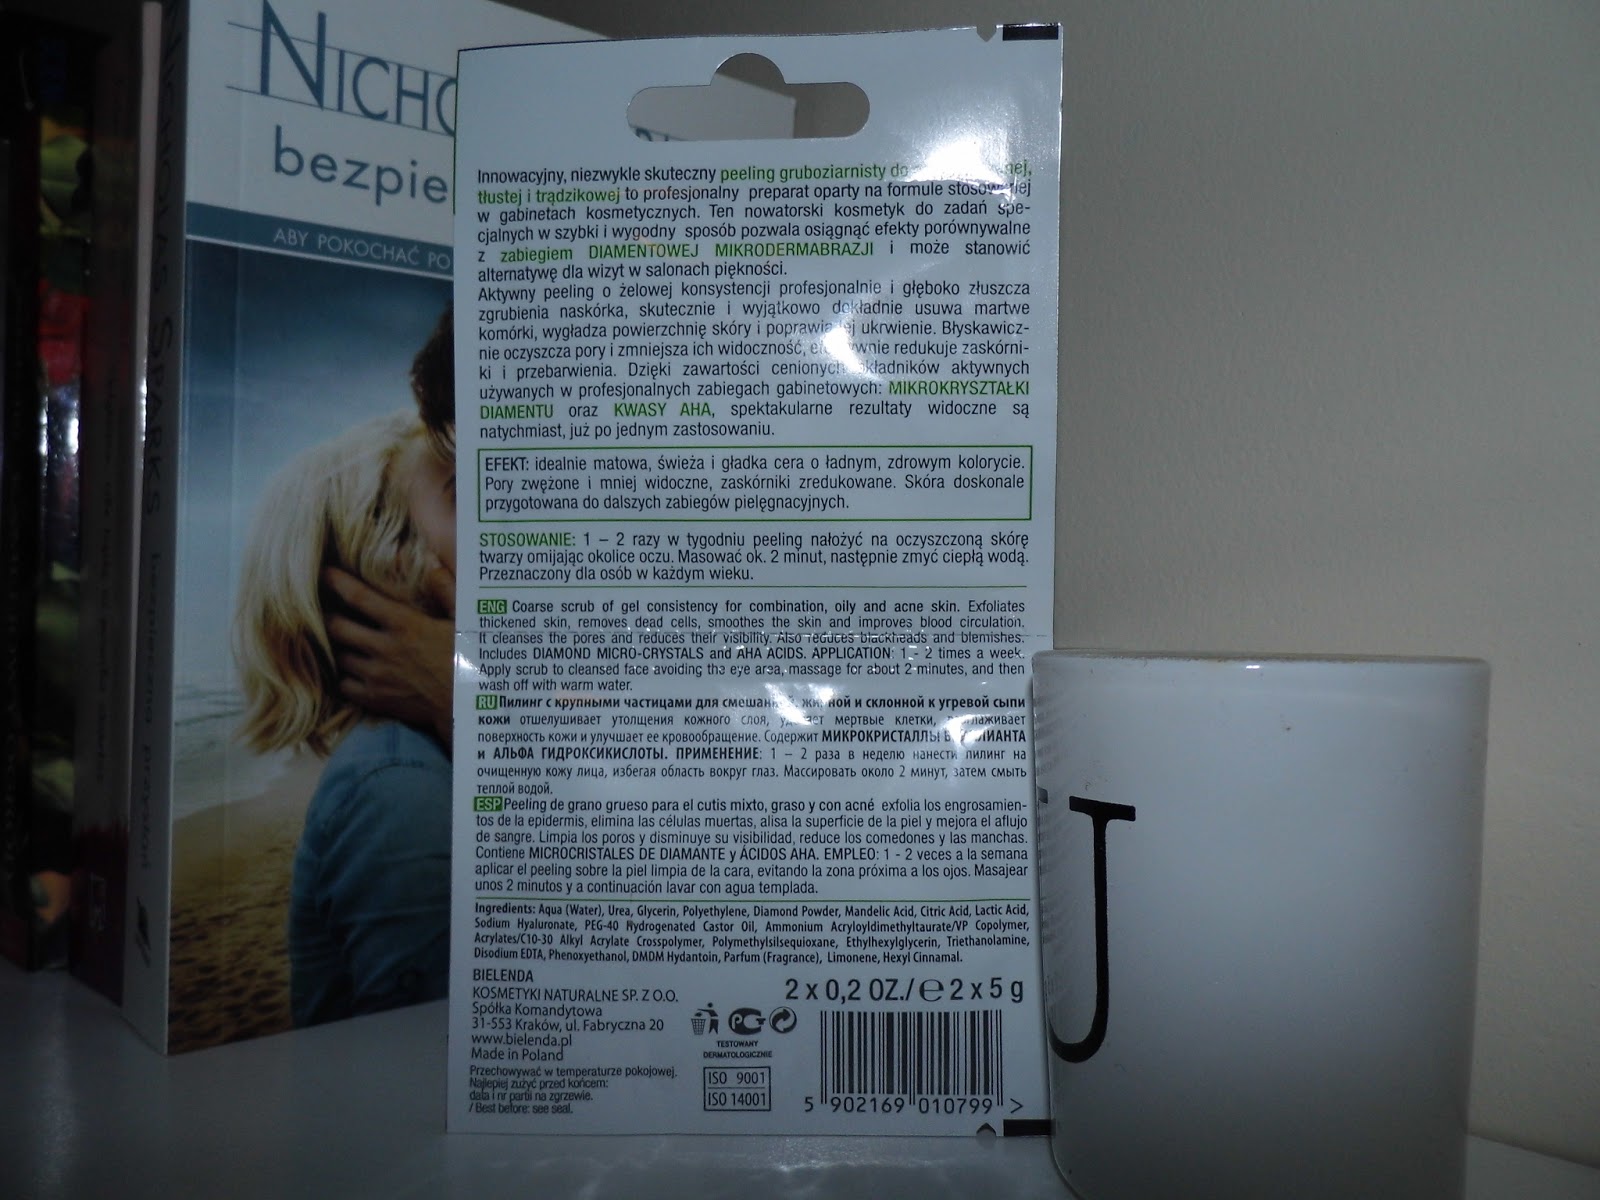 NICHO
bezpie
ABY POKOCHAĆ PO
NICHOLAS SPARKS bezpieczna przystań
Innowacyjny, niezwykle skuteczny peeling gruboziarnisty do
tłustej i trądzikowej to profesjonalny preparat oparty na formule
w gabinetach kosmetycznych. Ten nowatorski kosmetyk do zadań spe-
cjalnych w szybki i wygodny sposób pozwala osiągnąć efekty porównywalne
z zabiegiem DIAMENTOWEJ MIKRODERMABRAZJI i może stanowić
alternatywę dla wizyt w salonach piękności.
Aktywny peeling o żelowej konsystencji profesjonalnie i głęboko złuszcza
zgrubienia naskórka, skutecznie i wyjątkowo dokładnie usuwa martwe
komórki, wygładza powierzchnię skóry i poprawia jej ukrwienie. Błyskawicz-
nie oczyszcza pory i zmniejsza ich widoczność, efektywnie redukuje zaskórni-
ki i przebarwienia. Dzięki zawartości cenionych składników aktywnych
używanych w profesjonalnych zabiegach gabinetowych: MIKROKRYSZTAŁKI
DIAMENTU oraz KWASY AHA, spektakularne rezultaty widoczne są
natychmiast, już po jednym zastosowaniu.
EFEKT: idealnie matowa, świeża i gładka cera o ładnym, zdrowym kolorycie.
Pory zwężone i mniej widoczne, zaskórniki zredukowane. Skóra doskonale
przygotowana do dalszych zabiegów pielęgnacyjnych.
STOSOWANIE: 1 – 2 razy w tygodniu peeling nałożyć na oczyszczoną skórę
twarzy omijając okolice oczu. Masować ok. 2 minut, następnie zmyć ciepłą wodą.
Przeznaczony dla osób w każdym wieku.
ENG Coarse scrub of gel consistency for combination, oily and acne skin. Exfoliates
thickened skin, removes dead cells, smoothes the skin and improves blood circulation.
It cleanses the pores and reduces their visibility. Also reduces blackheads and blemishes.
Includes DIAMOND MICRO-CRYSTALS and AHA ACIDS. APPLICATION: 1 - 2 times a week.
Apply scrub to cleansed face avoiding the eye area, massage for about 2 minutes, and then
wash off with warm water.
RU Пилинг с крупными частицами для смешанной, жирной и склонной к угревой сыпи
кожи отшелушивает утолщения кожного слоя, удаляет мертвые клетки, разглаживает
поверхность кожи и улучшает ее кровообращение. Содержит МИКРОКРИСТАЛЛЫ БРИЛЛИАНТА
и АЛЬФА ГИДРОКСИКИСЛОТЫ. ПРИМЕНЕНИЕ: 1 – 2 раза в неделю нанести пилинг на
очищенную кожу лица, избегая область вокруг глаз. Массировать около 2 минут, затем смыть
теплой водой.
ESP Peeling de grano grueso para el cutis mixto, graso y con acné exfolia los engrosamien-
tos de la epidermis, elimina las células muertas, alisa la superficie de la piel y mejora el aflujo
de sangre. Limpia los poros y disminuye su visibilidad, reduce los comedones y las manchas.
Contiene MICROCRISTALES DE DIAMANTE y ÁCIDOS AHA. EMPLEO: 1 - 2 veces a la semana
aplicar el peeling sobre la piel limpia de la cara, evitando la zona próxima a los ojos. Masajear
unos 2 minutos y a continuación lavar con agua templada.
Ingredients: Aqua (Water), Urea, Glycerin, Polyethylene, Diamond Powder, Mandelic Acid, Citric Acid, Lactic Acid,
Sodium Hyaluronate, PEG-40 Hydrogenated Castor Oil, Ammonium Acryloyldimethyltaurate/VP Copolymer,
Acrylates/C10-30 Alkyl Acrylate Crosspolymer, Polymethylsilsequioxane, Ethylhexylglycerin, Triethanolamine,
Disodium EDTA, Phenoxyethanol, DMDM Hydantoin, Parfum (Fragrance), Limonene, Hexyl Cinnamal.
BIELENDA
KOSMETYKI NATURALNE SP. Z O.O.
Spółka Komandytowa
31-553 Kraków, ul. Fabryczna 20
www.bielenda.pl
Made in Poland
Przechowywać w temperaturze pokojowej.
Najlepiej zużyć przed końcem:
data i nr partii na zgrzewie.
/ Best before: see seal.
2 x 0,2 OZ./ ℮ 2 x 5 g
TESTOWANY
DERMATOLOGICZNIE
ISO 9001
ISO 14001
5 902169 010799 >
J